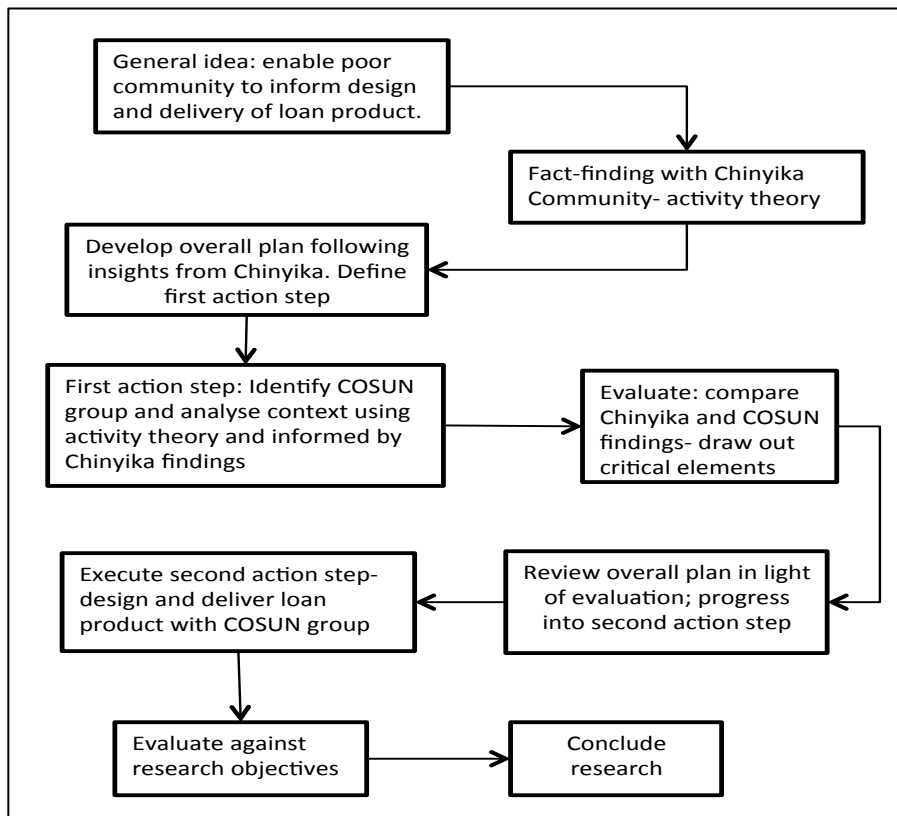 General idea: enable poor
community to inform design
and delivery of loan product.
Fact-finding with Chinyika
Community- activity theory
Develop overall plan following
insights from Chinyika. Define
first action step
First action step: Identify COSUN
group and analyse context using
activity theory and informed by
Chinyika findings
Evaluate: compare
Chinyika and COSUN
findings- draw out
critical elements
Review overall plan in light
of evaluation; progress
into second action step
Execute second action step-
design and deliver loan
product with COSUN group
Evaluate against
research objectives
Conclude
research